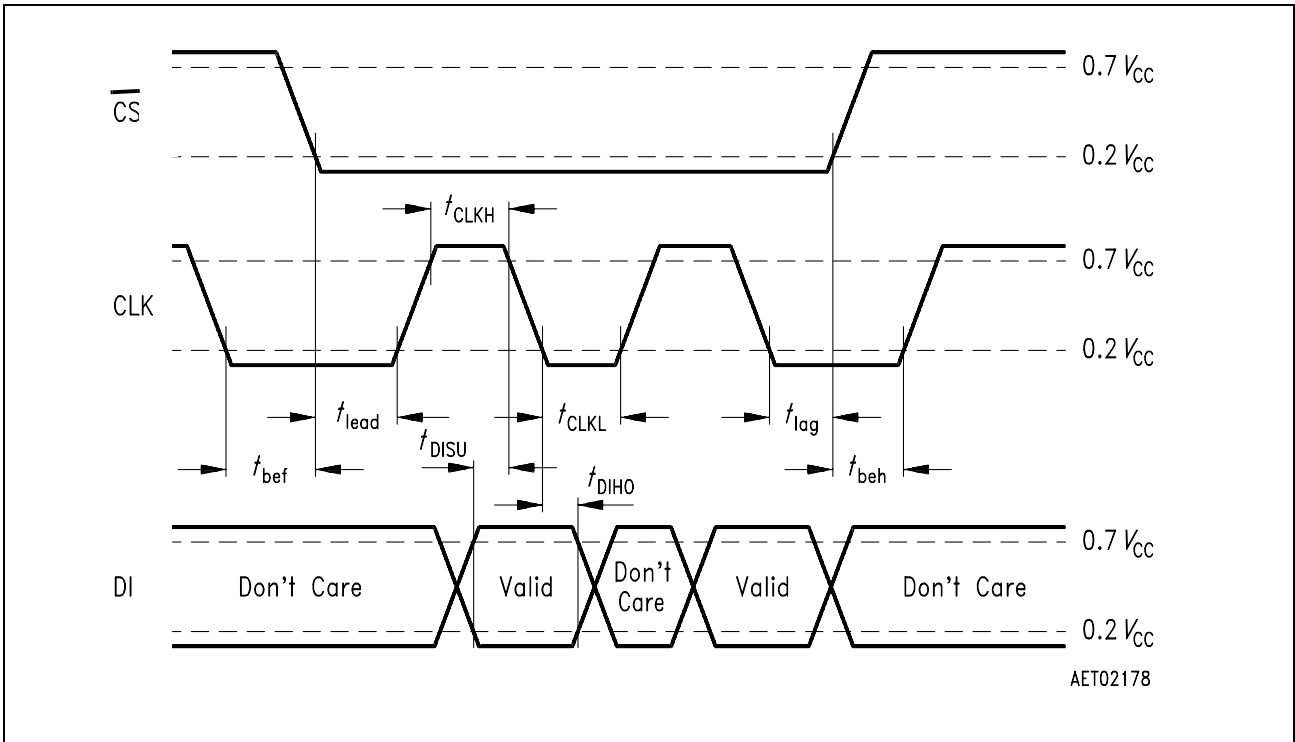 0.7 VCC
CS
0.2 VCC
tCLKH
0.7 VCC
CLK
0.2 VCC
tlead
tCLKL
tlag
tDISU
tbef
tbeh
tDIHO
0.7 VCC
DI
Don't Care
Valid
Don't
Care
Valid
Don't Care
0.2 VCC
AET02178